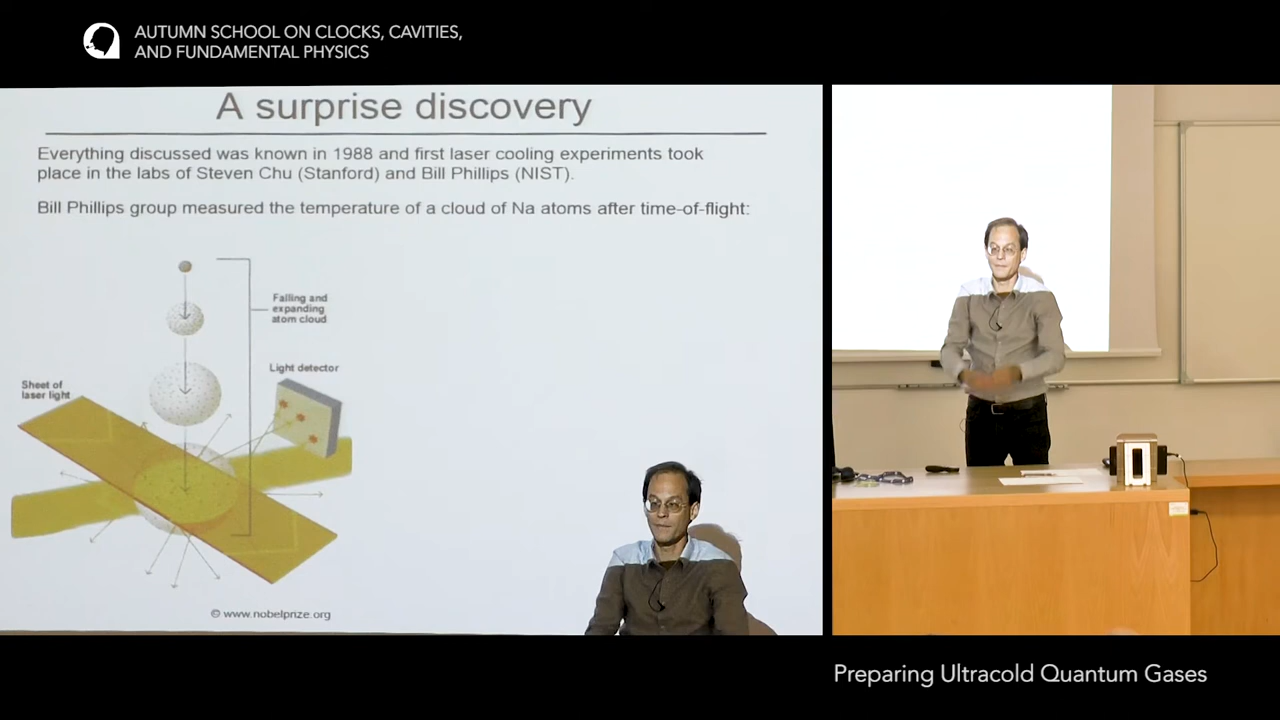 AUTUMN SCHOOL ON CLOCKS, CAVITIES,
AND FUNDAMENTAL PHYSICS
A surprise discovery
Everything discussed was known in 1988 and first laser cooling experiments took
place in the labs of Steven Chu (Stanford) and Bill Phillips (NIST).
Bill Phillips group measured the temperature of a cloud of Na atoms after time-of-flight:
Falling and
expanding
atom cloud
Light detector
Sheet of
laser light
© www.nobelprize.org
Preparing Ultracold Quantum Gases